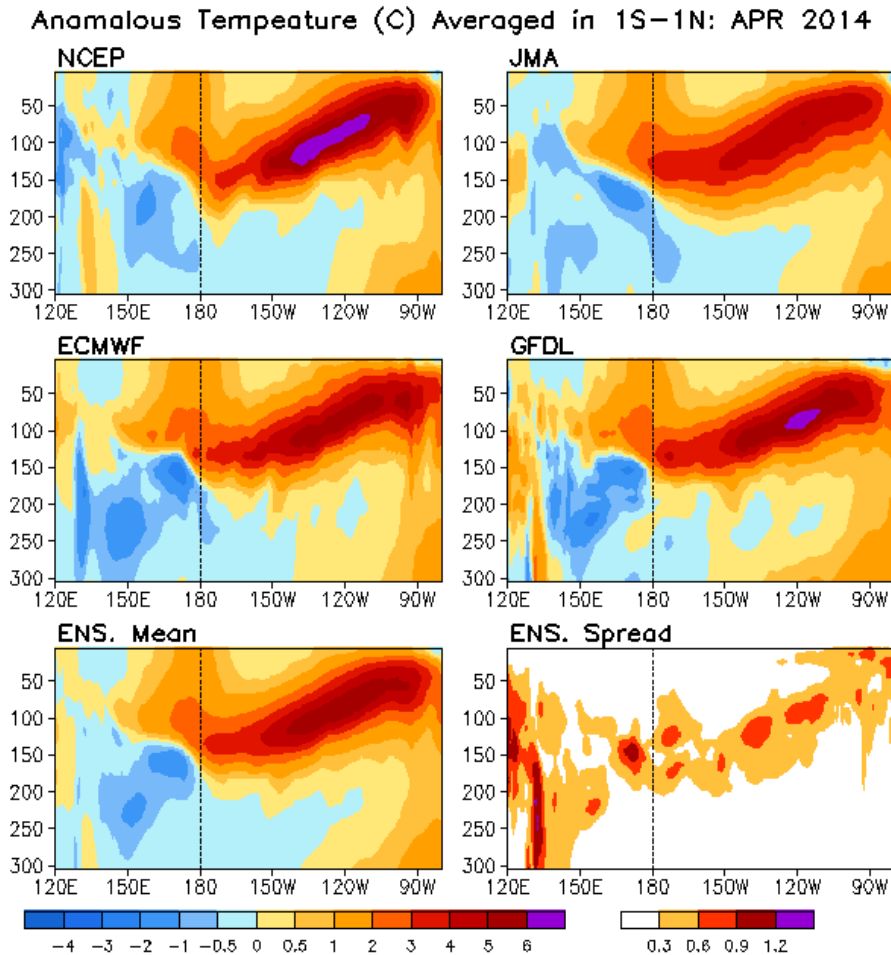 Anomalous Tempeature (C) Averaged in 1S-1N: APR 2014
NCEP
JMA
50
100
150
200
250
300
120E 150E 180 150W 120W 90W
50
100
150
200
250
300
120E 150E 180 150W 120W 90W
ECMWF
GFDL
50
100
150
200
250
300
120E 150E 180 150W 120W 90W
50
100
150
200
250
300
120E 150E 180 150W 120W 90W
ENS. Mean
ENS. Spread
50
100
150
200
250
300
120E 150E 180 150W 120W 90W
50
100
150
200
250
300
120E 150E 180 150W 120W 90W
-4 -3 -2 -1 -0.5 0 0.5 1 2 3 4 5 6
0.3 0.6 0.9 1.2